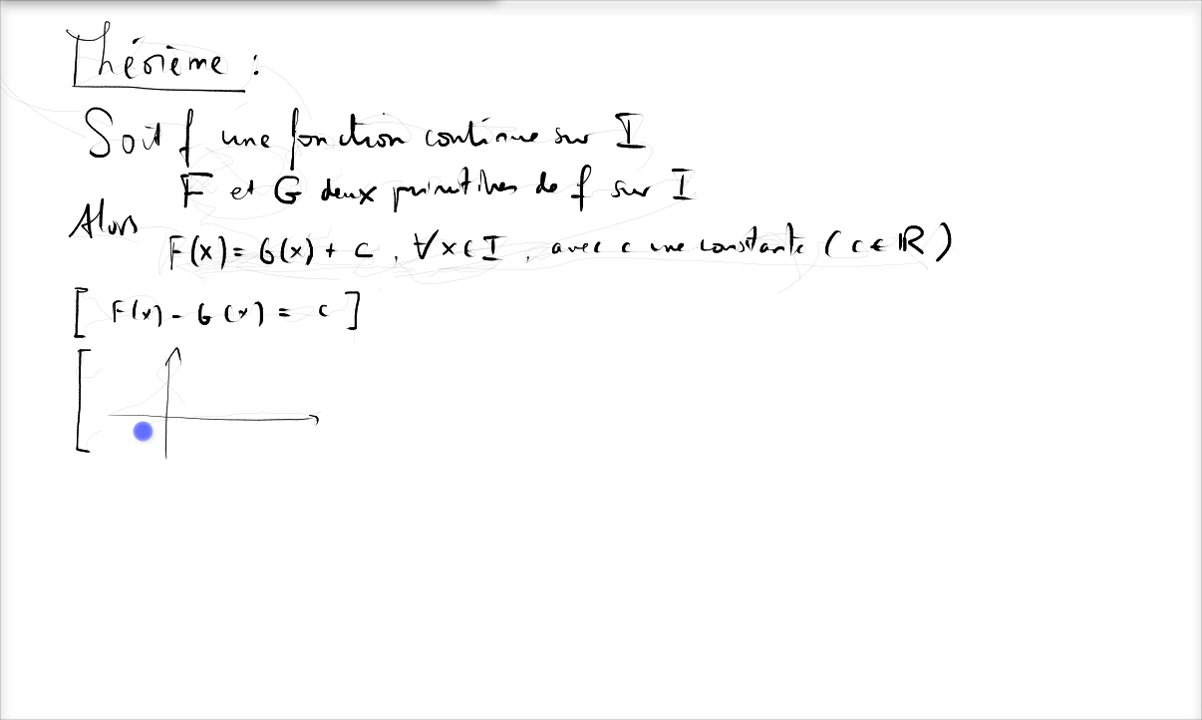 Théorème :
Soit f une fonction continue sur I
F et G deux primitives de f sur I
Alors
F(x) = G(x) + c , ∀x∈I , avec c une constante (c ∈ ℝ)
[ F(x) - G(x) = c ]
[